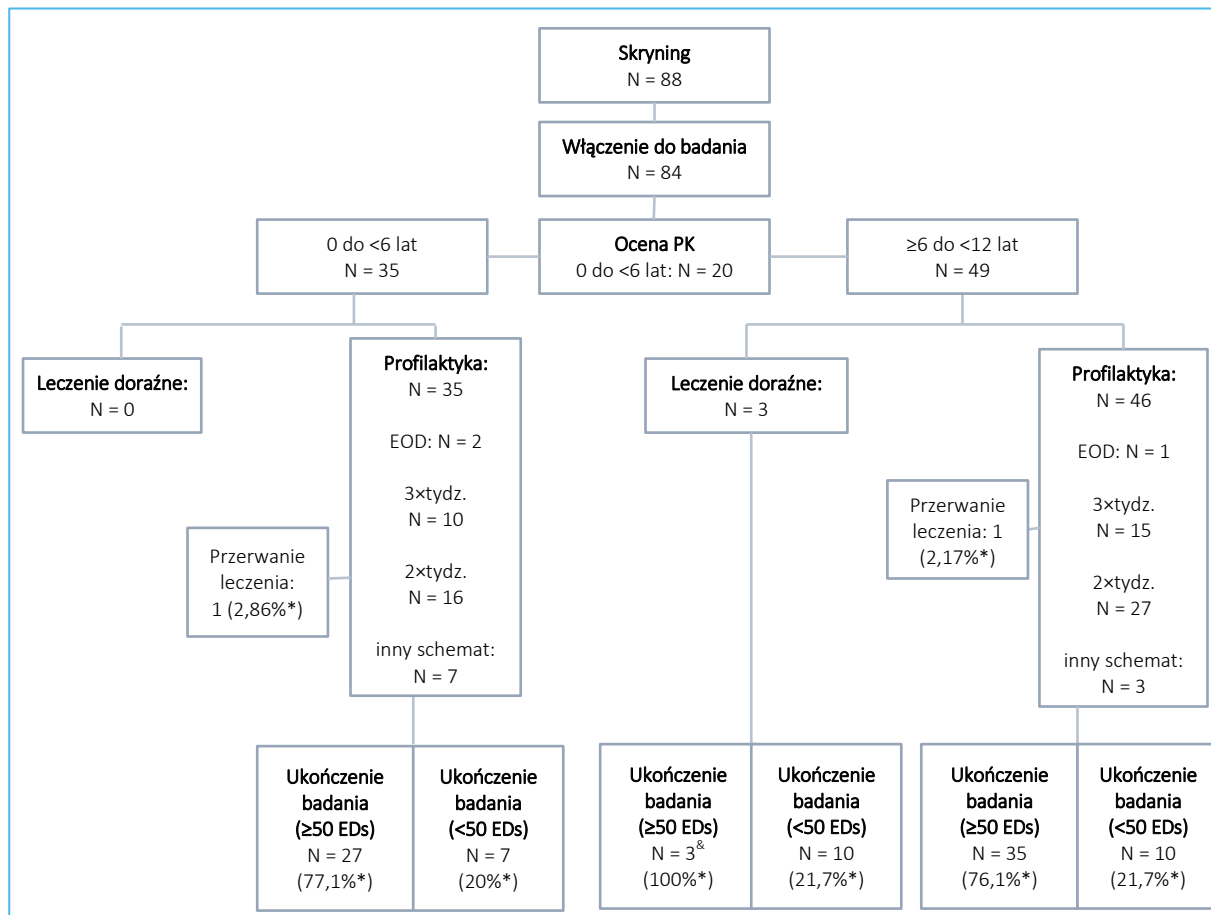 Skryning
N = 88
Włączenie do badania
N = 84
0 do <6 lat
N = 35
Ocena PK
0 do <6 lat: N = 20
≥6 do <12 lat
N = 49
Leczenie doraźne:
N = 0
Profilaktyka:
N = 35
EOD: N = 2
3×tydz.
N = 10
2×tydz.
N = 16
inny schemat:
N = 7
Przerwanie
leczenia:
1 (2,86%*)
Leczenie doraźne:
N = 3
Profilaktyka:
N = 46
EOD: N = 1
3×tydz.
N = 15
2×tydz.
N = 27
inny schemat:
N = 3
Przerwanie
leczenia: 1
(2,17%*)
Ukończenie
badania
(≥50 EDs)
N = 27
(77,1%*)
Ukończenie
badania
(<50 EDs)
N = 7
(20%*)
Ukończenie
badania
(≥50 EDs)
N = 3&
(100%*)
Ukończenie
badania
(<50 EDs)
N = 10
(21,7%*)
Ukończenie
badania
(≥50 EDs)
N = 35
(76,1%*)
Ukończenie
badania
(<50 EDs)
N = 10
(21,7%*)